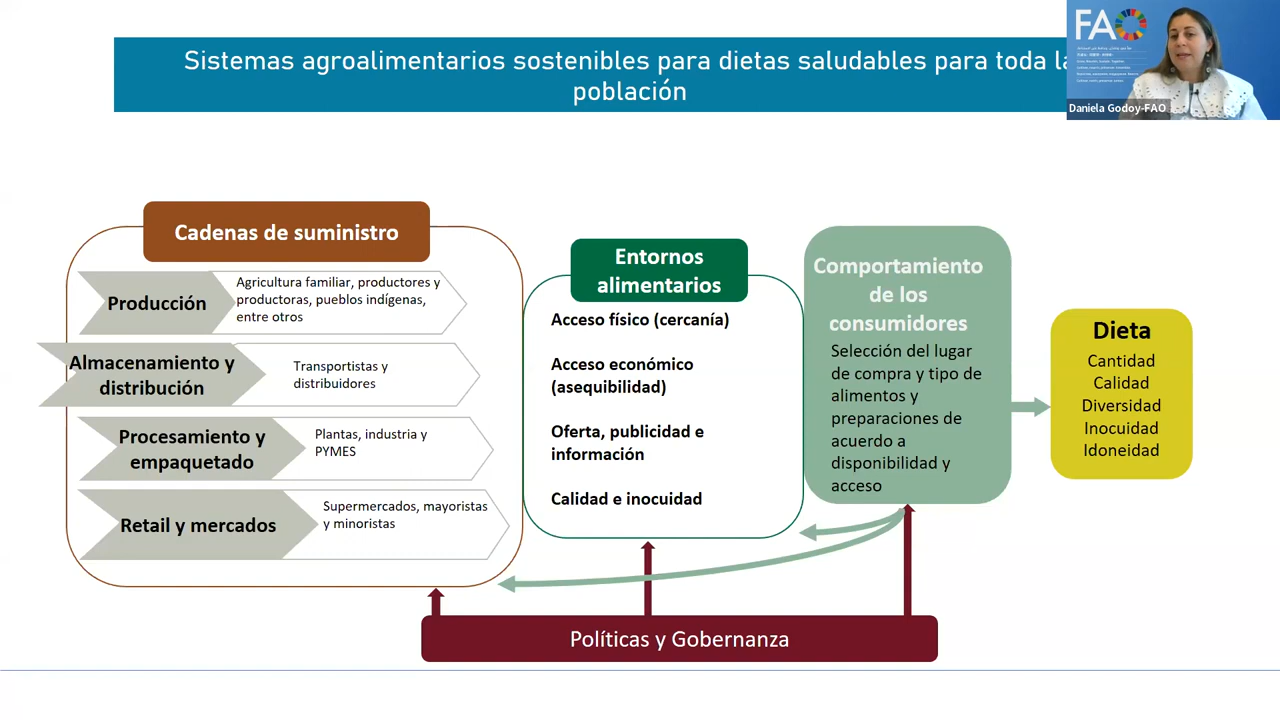 Sistemas agroalimentarios sostenibles para dietas saludables para toda la
población
FAO
Daniela Godoy-FAO
Cadenas de suministro
Producción
Agricultura familiar, productores y
productoras, pueblos indígenas,
entre otros
Almacenamiento y
distribución
Transportistas y
distribuidores
Procesamiento y
empaquetado
Plantas, industria y
PYMES
Retail y mercados
Supermercados, mayoristas
y minoristas
Entornos
alimentarios
Acceso físico (cercanía)
Acceso económico
(asequibilidad)
Oferta, publicidad e
información
Calidad e inocuidad
Comportamiento
de los
consumidores
Selección del lugar
de compra y tipo de
alimentos y
preparaciones de
acuerdo a
disponibilidad y
acceso
Dieta
Cantidad
Calidad
Diversidad
Inocuidad
Idoneidad
Políticas y Gobernanza